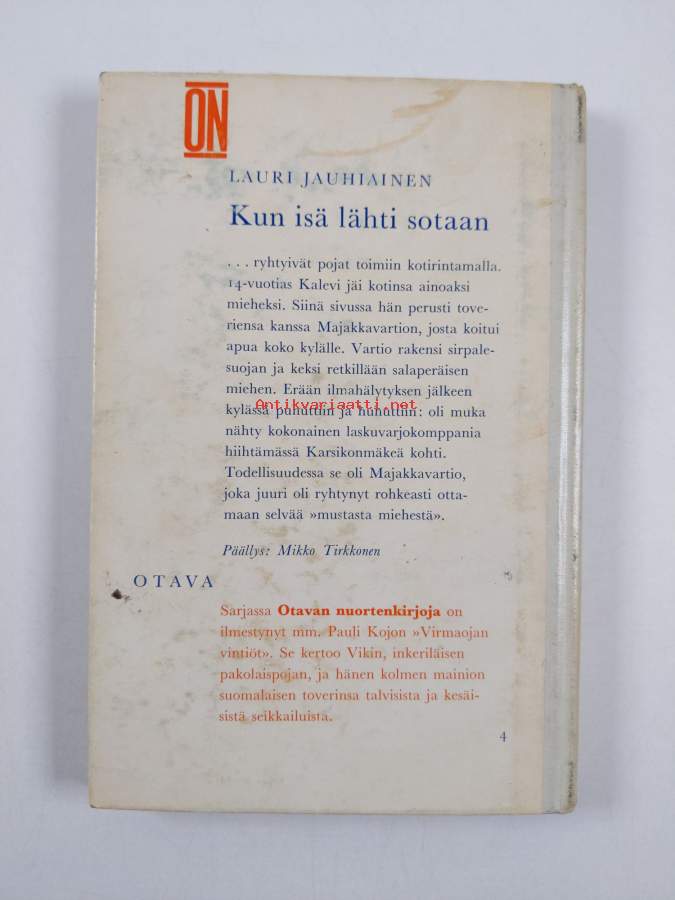 ON
LAURI JAUHIAINEN
Kun isä lähti sotaan
. . . ryhtyivät pojat toimiin kotirintamalla.
14-vuotias Kalevi jäi kotinsa ainoaksi
mieheksi. Siinä sivussa hän perusti tove-
riensa kanssa Majakkavartion, josta koitui
apua koko kylälle. Vartio rakensi sirpale-
suojan ja keksi retkillään salaperäisen
miehen. Erään ilmahälytyksen jälkeen
Antikvariaatti.net
kylässä puhuttiin ja huhuttiin: oli muka
nähty kokonainen laskuvarjokomppania
hiihtämässä Karsikonmäkeä kohti.
Todellisuudessa se oli Majakkavartio,
joka juuri oli ryhtynyt rohkeasti otta-
maan selvää »mustasta miehestä».
Päällys: Mikko Tirkkonen
OTAVA
Sarjassa Otavan nuortenkirjoja on
ilmestynyt mm. Pauli Kojon »Virmaojan
vintiöt». Se kertoo Vikin, inkeriläisen
pakolaispojan, ja hänen kolmen mainion
suomalaisen toverinsa talvisista ja kesäi-
sistä seikkailuista.
4